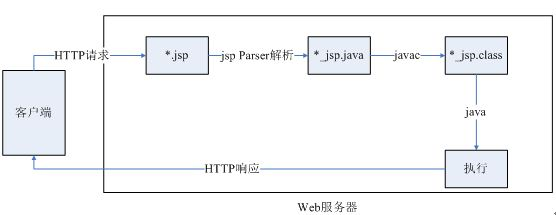 HTTP请求
*.jsp
jsp Parser解析
*_jsp.java
javac
*_jsp.class
客户端
java
HTTP响应
执行
Web服务器